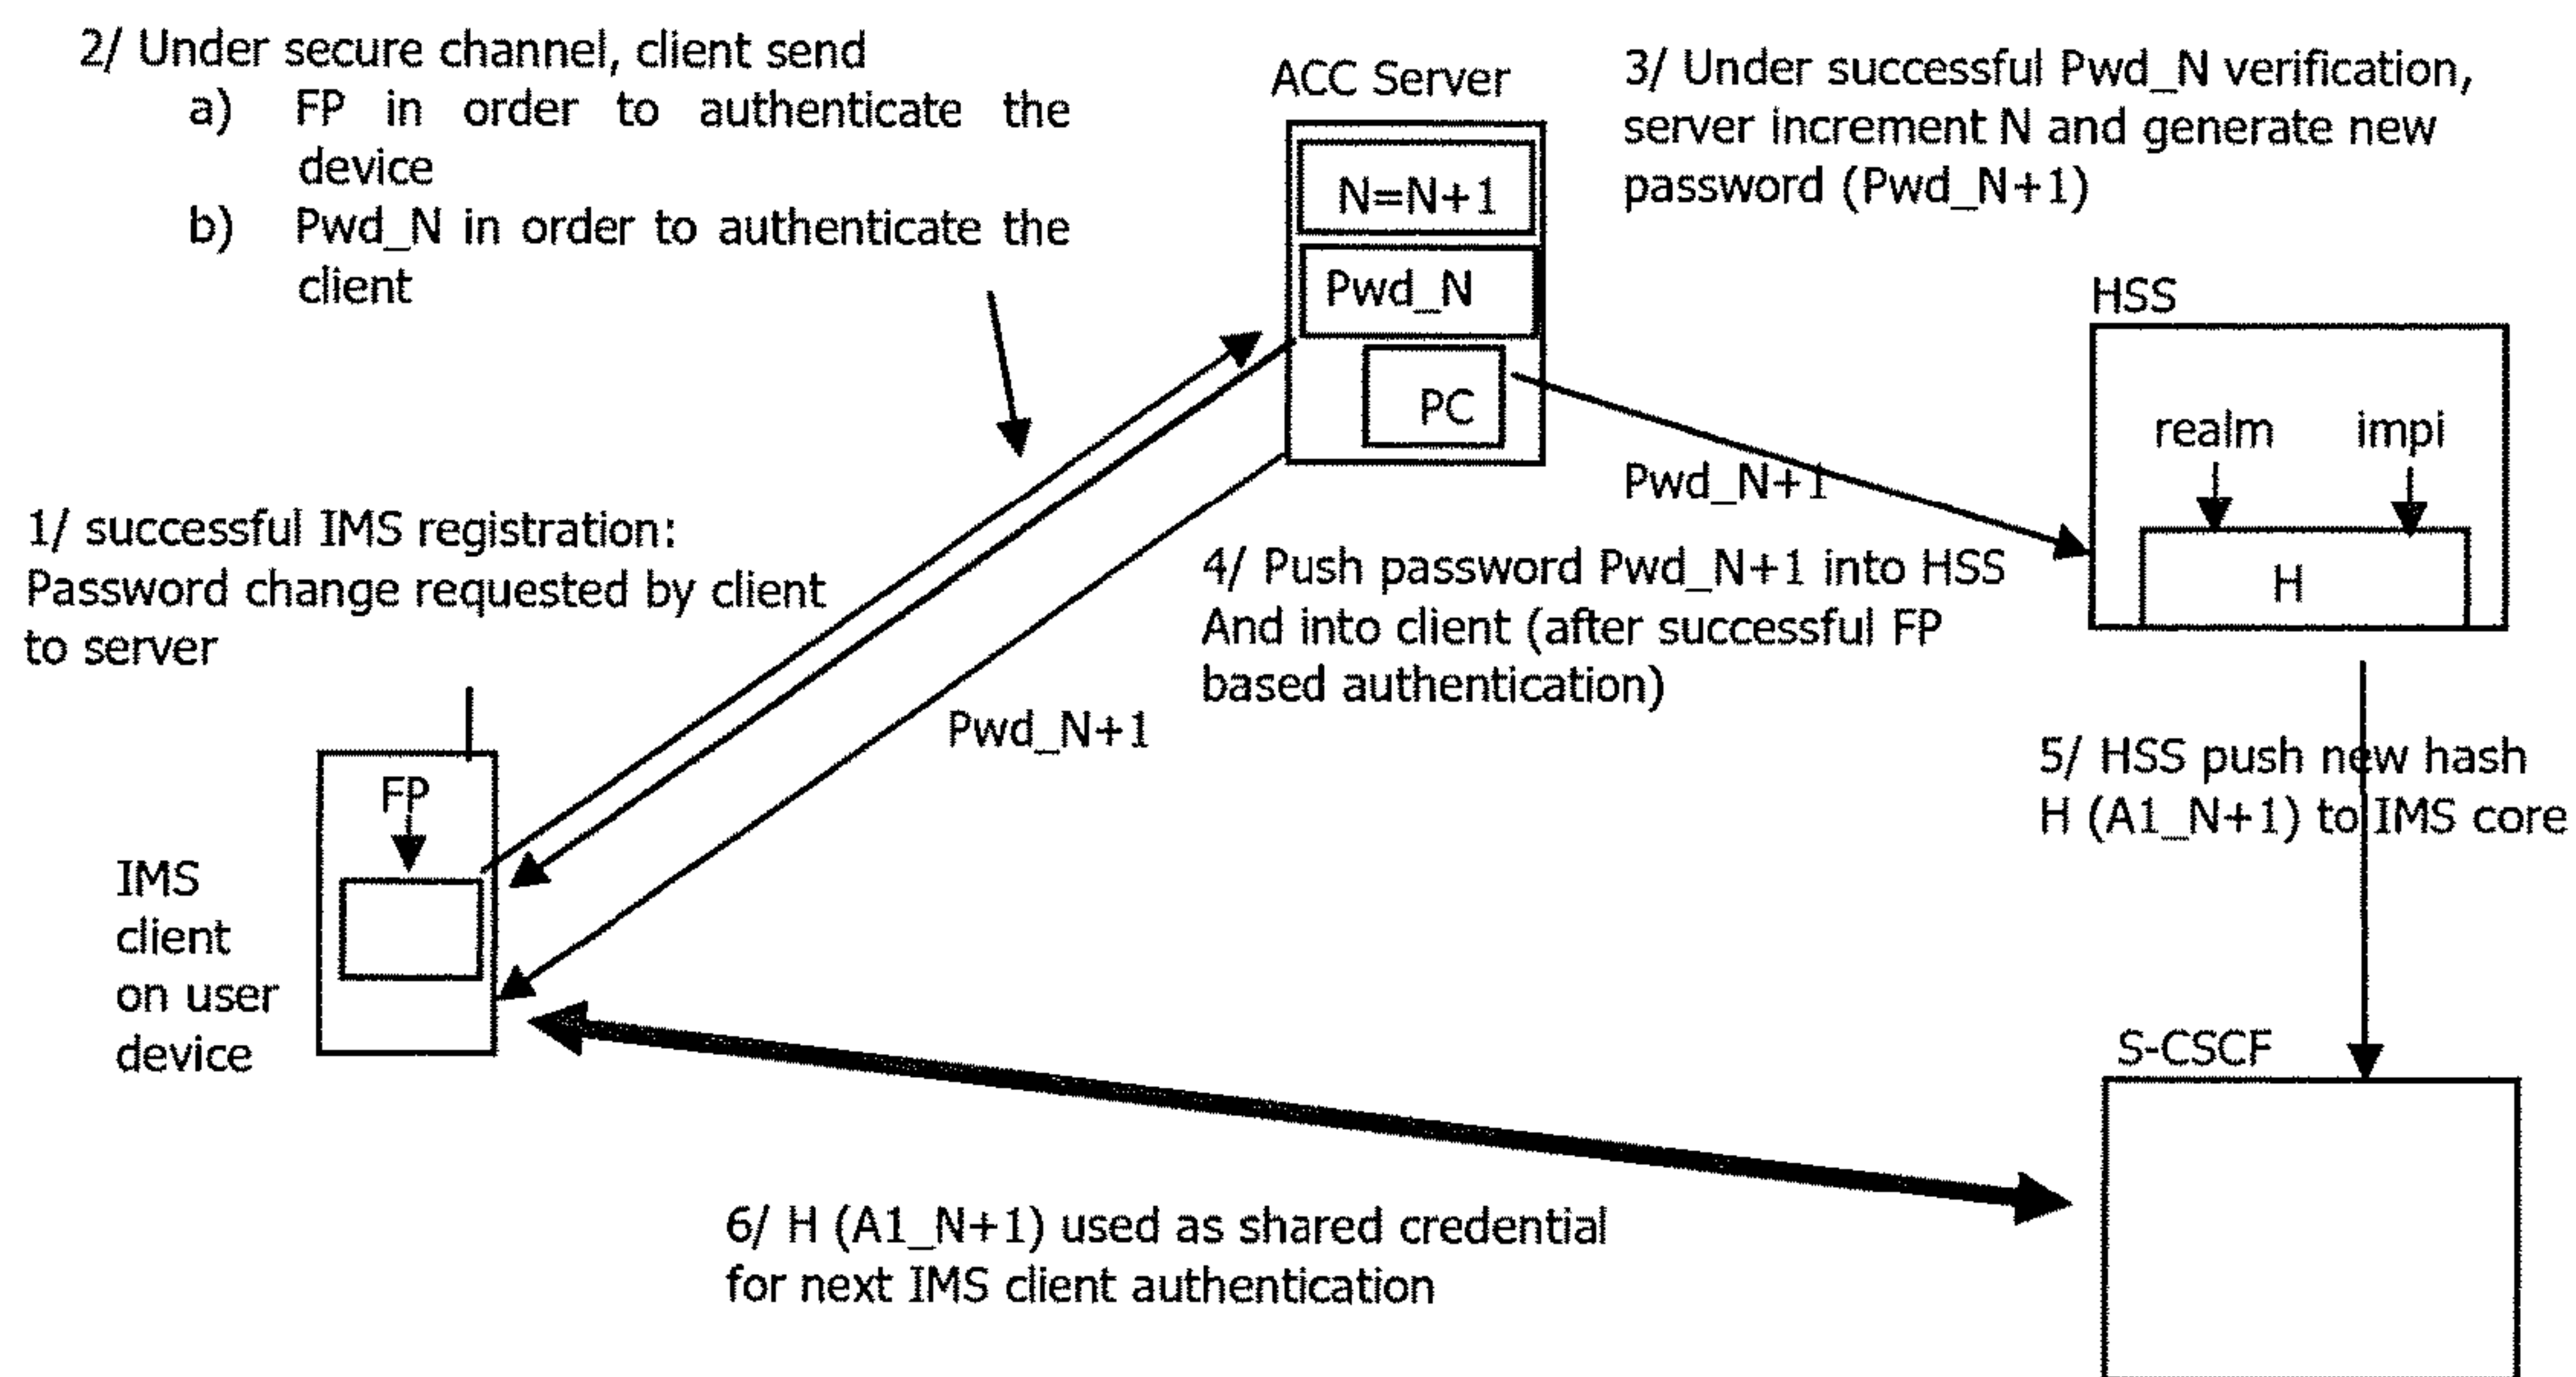 2/ Under secure channel, client send
a) FP in order to authenticate the
device
b) Pwd_N in order to authenticate the
client
ACC Server
N=N+1
Pwd_N
PC
3/ Under successful Pwd_N verification,
server increment N and generate new
password (Pwd_N+1)
HSS
realm impi
H
Pwd_N+1
1/ successful IMS registration:
Password change requested by client
to server
4/ Push password Pwd_N+1 into HSS
And into client (after successful FP
based authentication)
Pwd_N+1
5/ HSS push new hash
H (A1_N+1) to IMS core
FP
IMS
client
on user
device
S-CSCF
6/ H (A1_N+1) used as shared credential
for next IMS client authentication